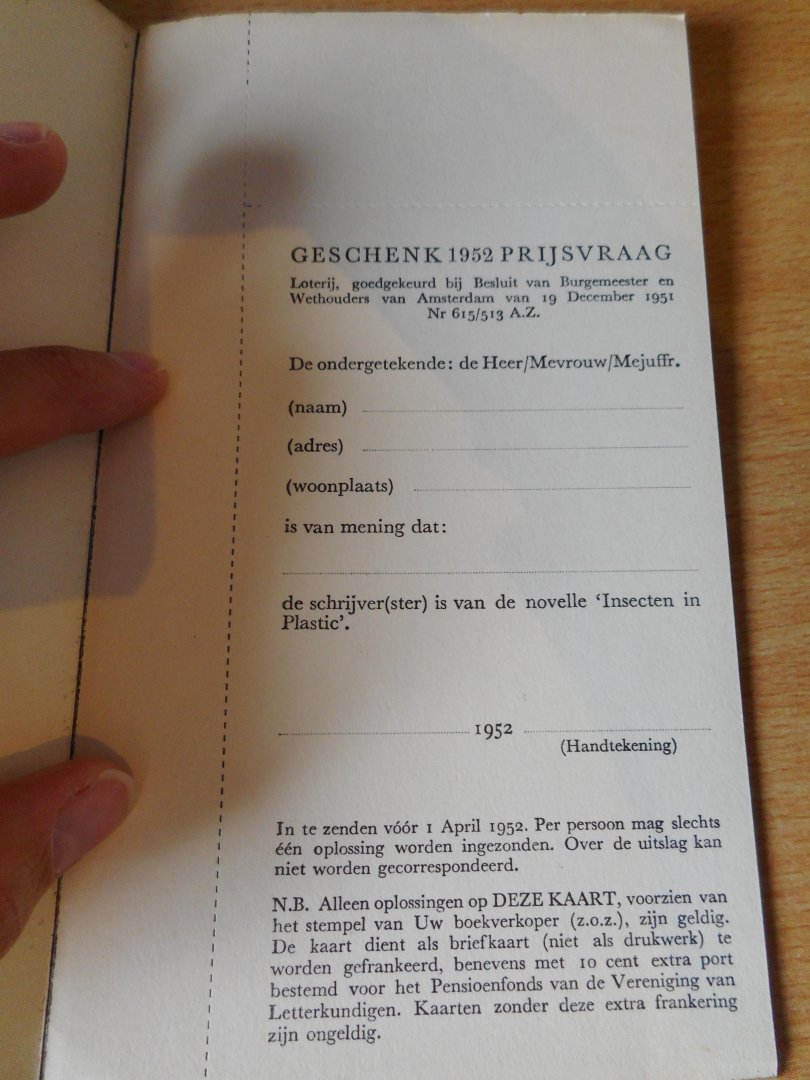 GESCHENK 1952 PRIJSVRAAG
Loterij, goedgekeurd bij Besluit van Burgemeester en
Wethouders van Amsterdam van 19 December 1951
Nr 615/513 A.Z.
De ondergetekende: de Heer/Mevrouw/Mejuffr.
(naam)
(adres)
(woonplaats)
is van mening dat:
de schrijver(ster) is van de novelle ‘Insecten in
Plastic’.
1952
(Handtekening)
In te zenden vóór 1 April 1952. Per persoon mag slechts
één oplossing worden ingezonden. Over de uitslag kan
niet worden gecorrespondeerd.
N.B. Alleen oplossingen op DEZE KAART, voorzien van
het stempel van Uw boekverkoper (z.o.z.), zijn geldig.
De kaart dient als briefkaart (niet als drukwerk) te
worden gefrankeerd, benevens met 10 cent extra port
bestemd voor het Pensioenfonds van de Vereniging van
Letterkundigen. Kaarten zonder deze extra frankering
zijn ongeldig.